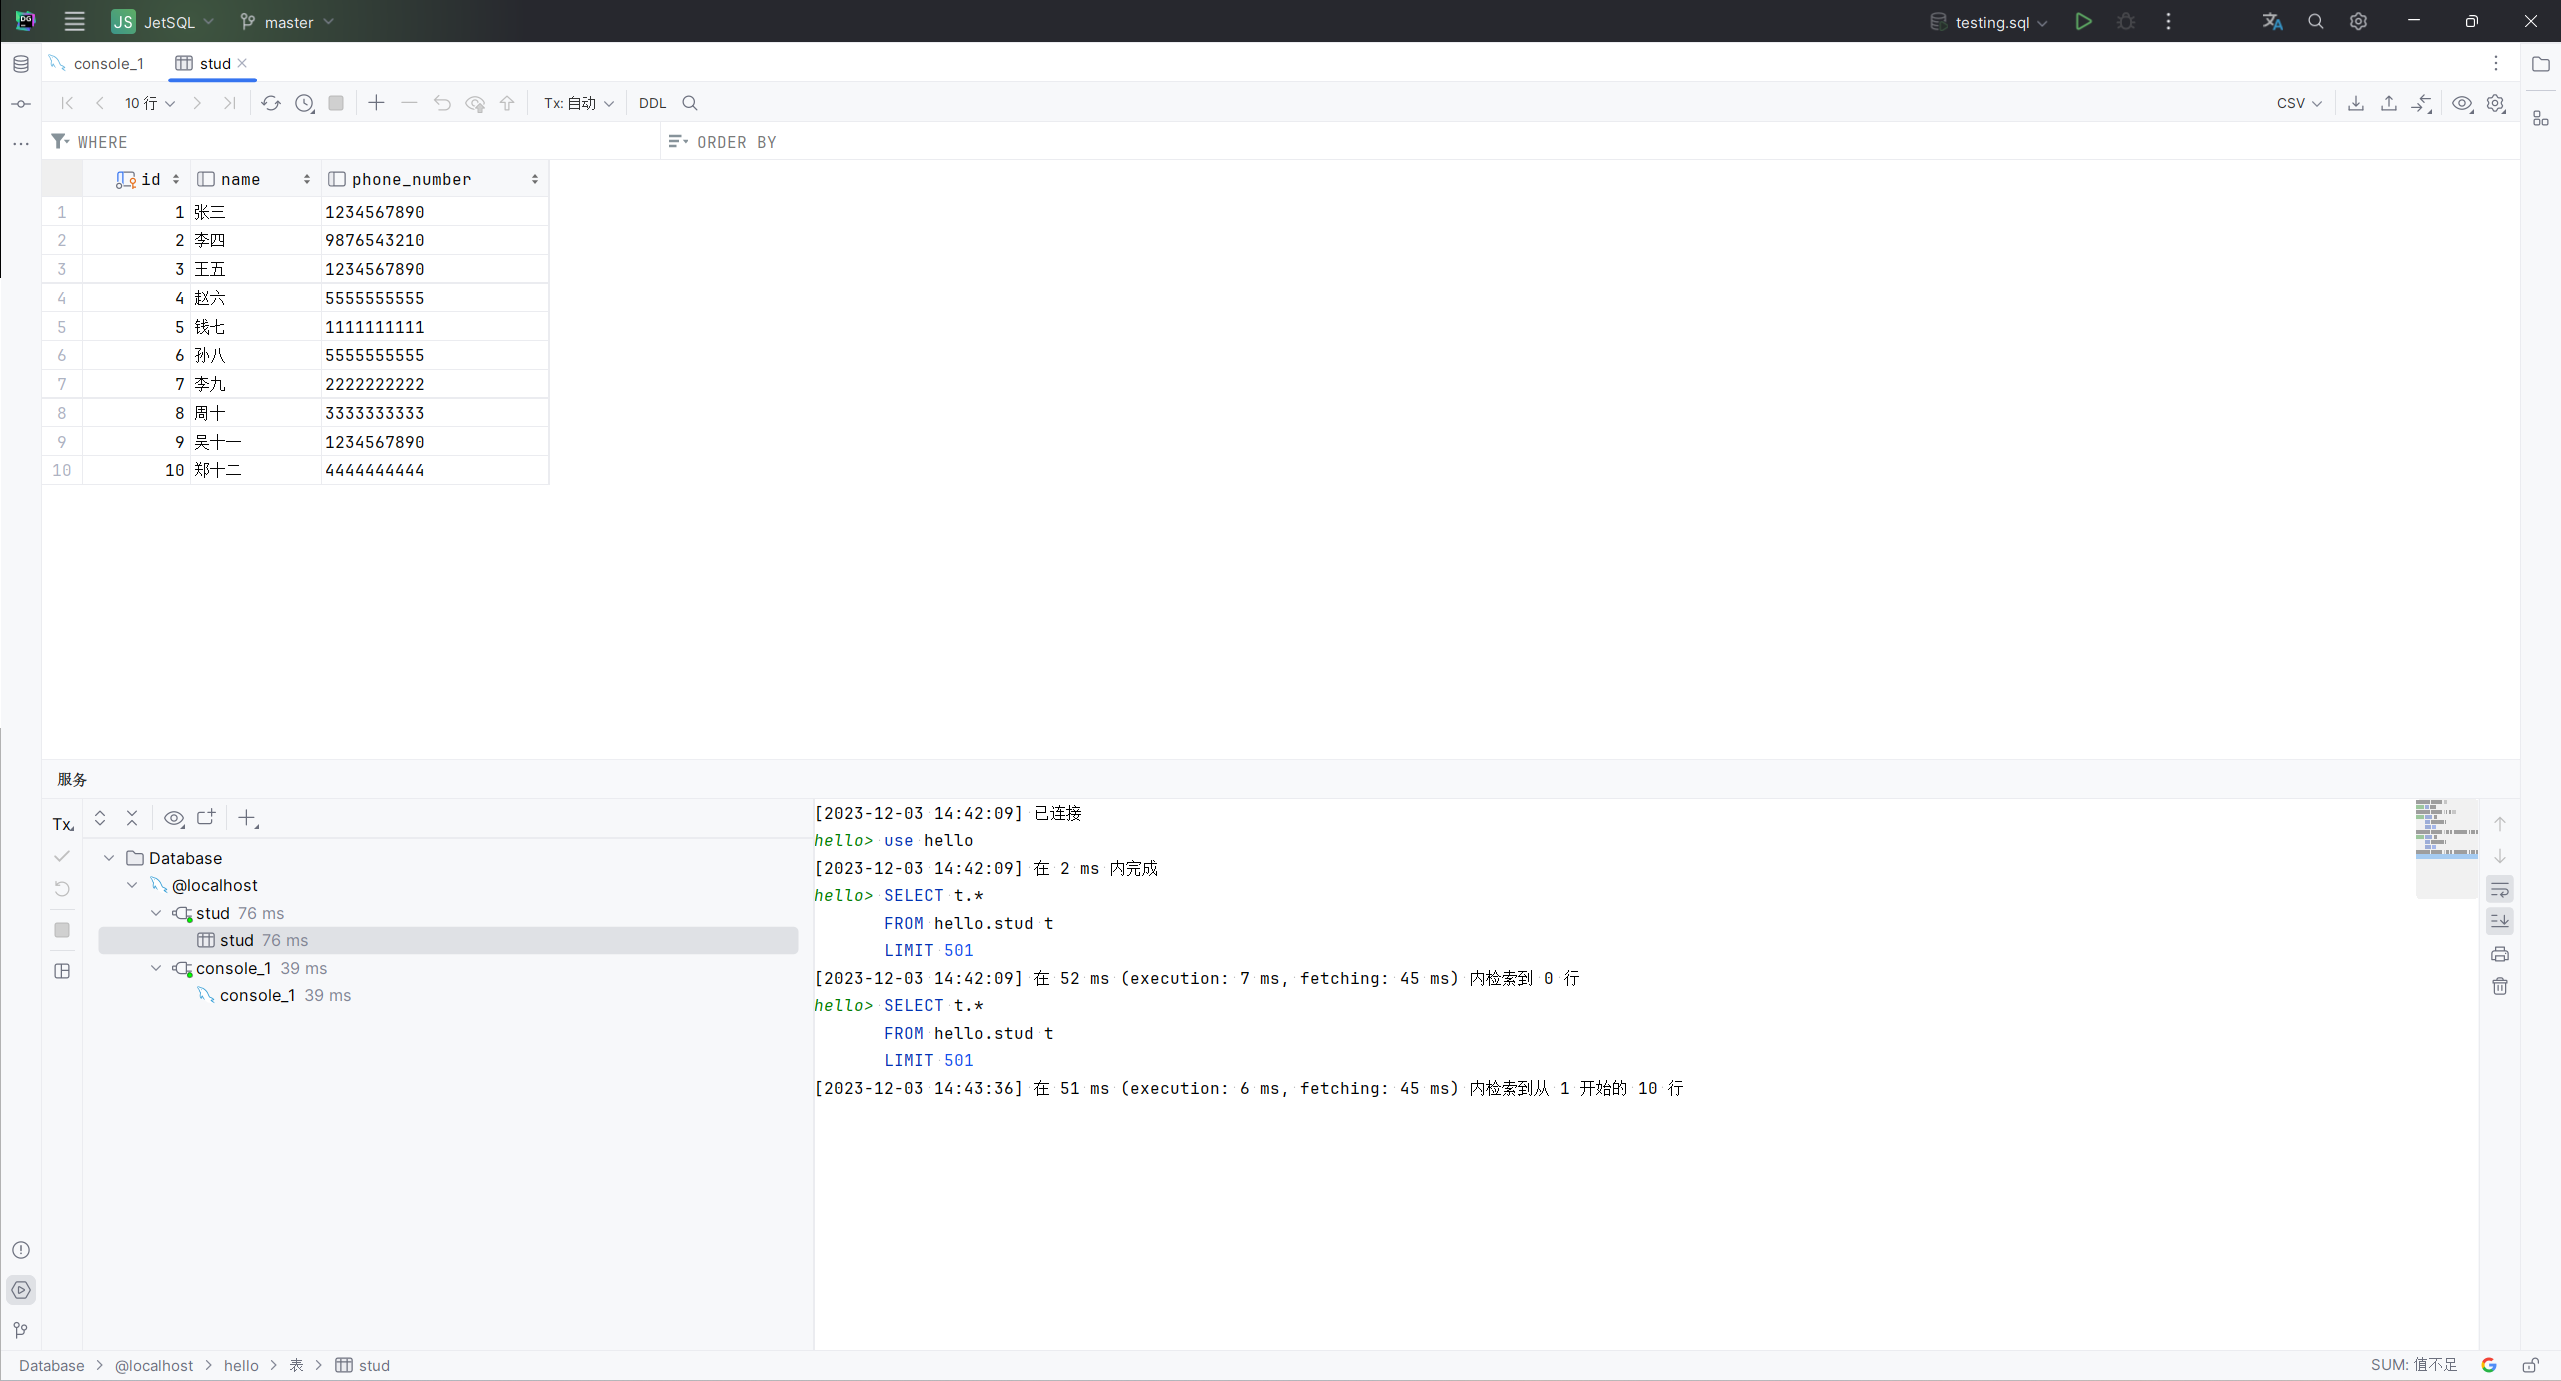 JS JetSQL master testing.sql
console_1 stud
10 行 Tx: 自动 DDL CSV
WHERE ORDER BY
id name phone_number
1 1 张三 1234567890
2 2 李四 9876543210
3 3 王五 1234567890
4 4 赵六 5555555555
5 5 钱七 1111111111
6 6 孙八 5555555555
7 7 李九 2222222222
8 8 周十 3333333333
9 9 吴十一 1234567890
10 10 郑十二 4444444444
服务
Tx
Database
@localhost
stud 76 ms
stud 76 ms
console_1 39 ms
console_1 39 ms
[2023-12-03 14:42:09] 已连接
hello> use hello
[2023-12-03 14:42:09] 在 2 ms 内完成
hello> SELECT t.*
FROM hello.stud t
LIMIT 501
[2023-12-03 14:42:09] 在 52 ms (execution: 7 ms, fetching: 45 ms) 内检索到 0 行
hello> SELECT t.*
FROM hello.stud t
LIMIT 501
[2023-12-03 14:43:36] 在 51 ms (execution: 6 ms, fetching: 45 ms) 内检索到从 1 开始的 10 行
Database > @localhost > hello > 表 > stud
SUM: 值不足